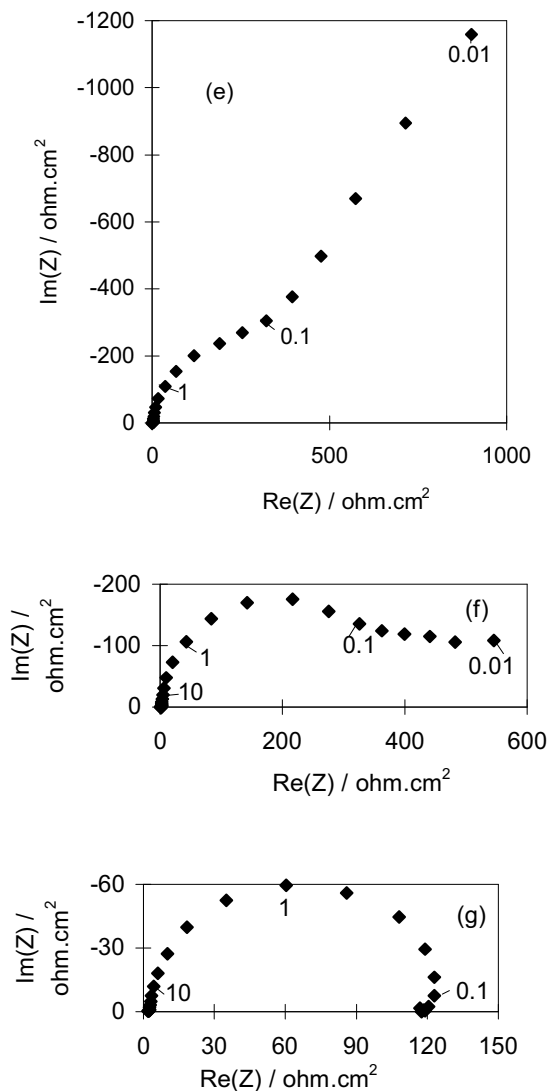 -1200
-1000
-800
-600
-400
-200
0
Im(Z) / ohm.cm²
(e)
0.01
0.1
1
0 500 1000
Re(Z) / ohm.cm²
-200
-100
0
Im(Z) /
ohm.cm²
(f)
1
0.1
10
0.01
0 200 400 600
Re(Z) / ohm.cm²
-60
-30
0
Im(Z) /
ohm.cm²
(g)
1
10
0.1
0 30 60 90 120 150
Re(Z) / ohm.cm²